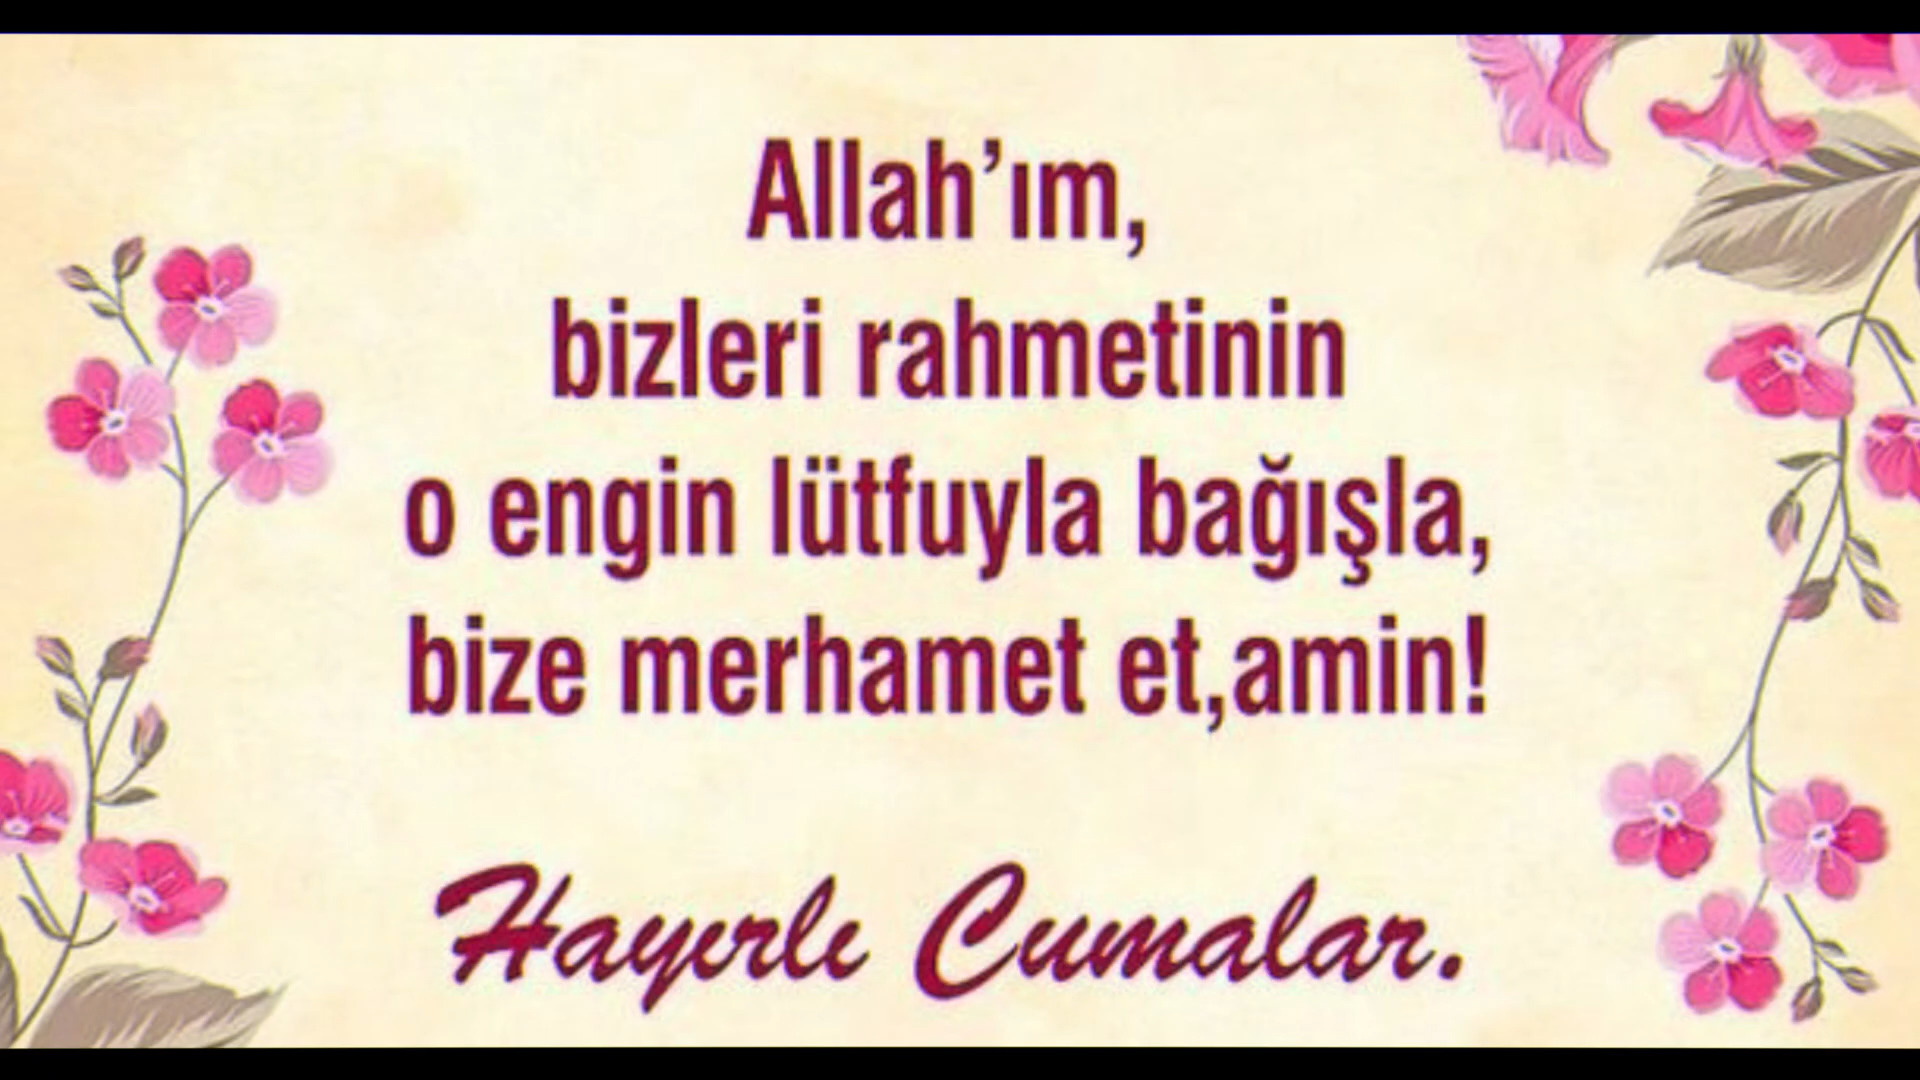 Allah’ım,
bizleri rahmetinin
o engin lütfuyla bağışla,
bize merhamet et,amin!
Hayırlı Cumalar.